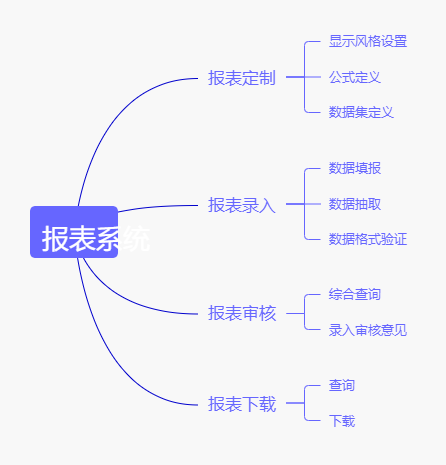 报表系统
报表定制
显示风格设置
公式定义
数据集定义
报表录入
数据填报
数据抽取
数据格式验证
报表审核
综合查询
录入审核意见
报表下载
查询
下载